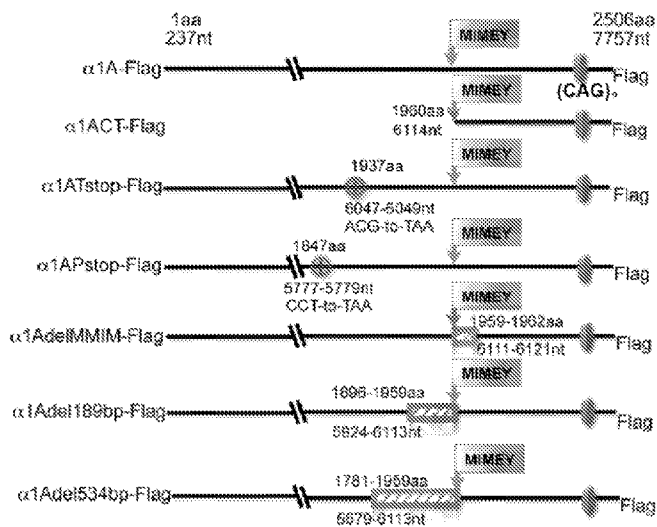 1aa 2506aa
237nt 7757nt
MIMEY
α1A-Flag Flag
(CAG)n
MIMEY
1960aa
α1ACT-Flag 6114nt Flag
MIMEY
1937aa
α1ATstop-Flag Flag
6047-6049nt
ACG-to-TAA
MIMEY
1847aa
α1APstop-Flag Flag
5777-5779nt
CCT-to-TAA
MIMEY
1959-1962aa
α1AdelMMIM-Flag Flag
6111-6121nt
MIMEY
1896-1959aa
α1Adel189bp-Flag Flag
5924-6113nt
MIMEY
1781-1959aa
α1Adel534bp-Flag Flag
5579-6113nt